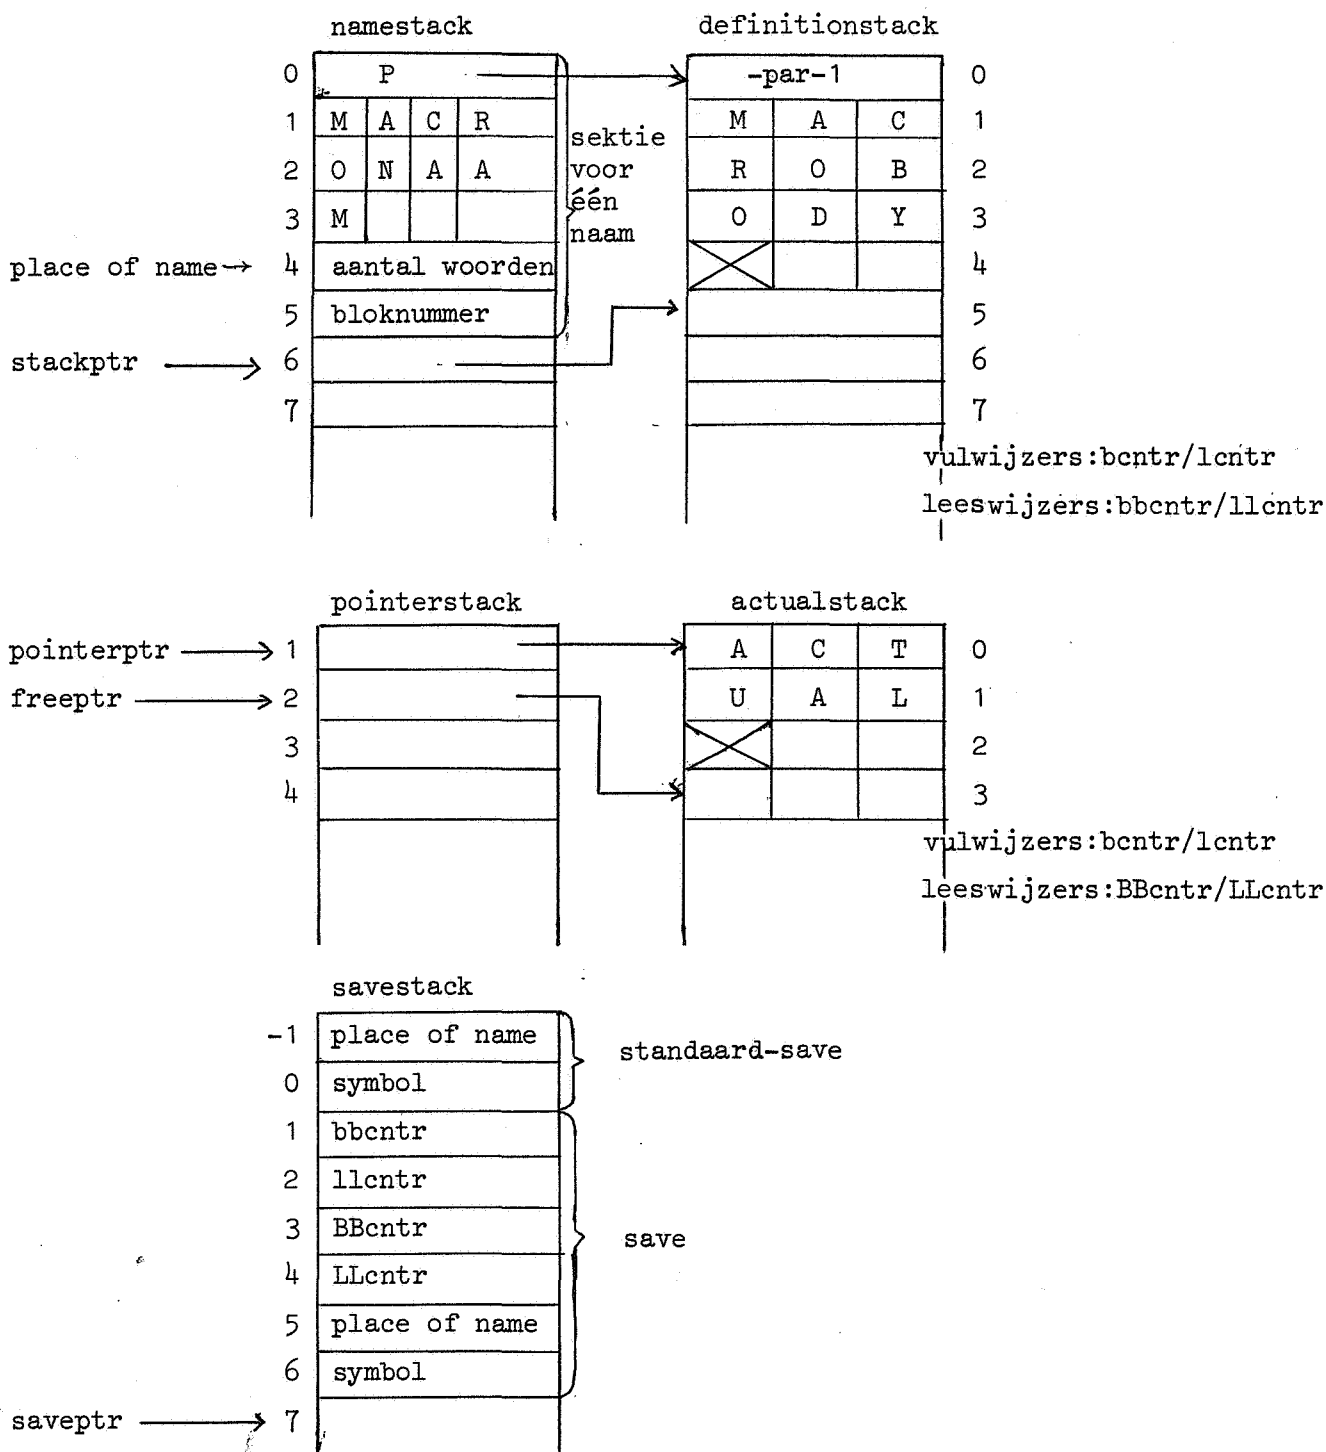 namestack definitionstack
0 P -par-1 0
1 M A C R M A C 1
sektie
2 O N A A voor R O B 2
één
3 M naam O D Y 3
place of name → 4 aantal woorden 4
5 bloknummer 5
stackptr 6 6
7 7
vulwijzers:bcntr/lcntr
leeswijzers:bbcntr/llcntr
pointerstack actualstack
pointerptr 1 A C T 0
freeptr 2 U A L 1
3 2
4 3
vulwijzers:bcntr/lcntr
leeswijzers:BBcntr/LLcntr
savestack
-1 place of name
standaard-save
0 symbol
1 bbcntr
2 llcntr
3 BBcntr
save
4 LLcntr
5 place of name
6 symbol
saveptr 7